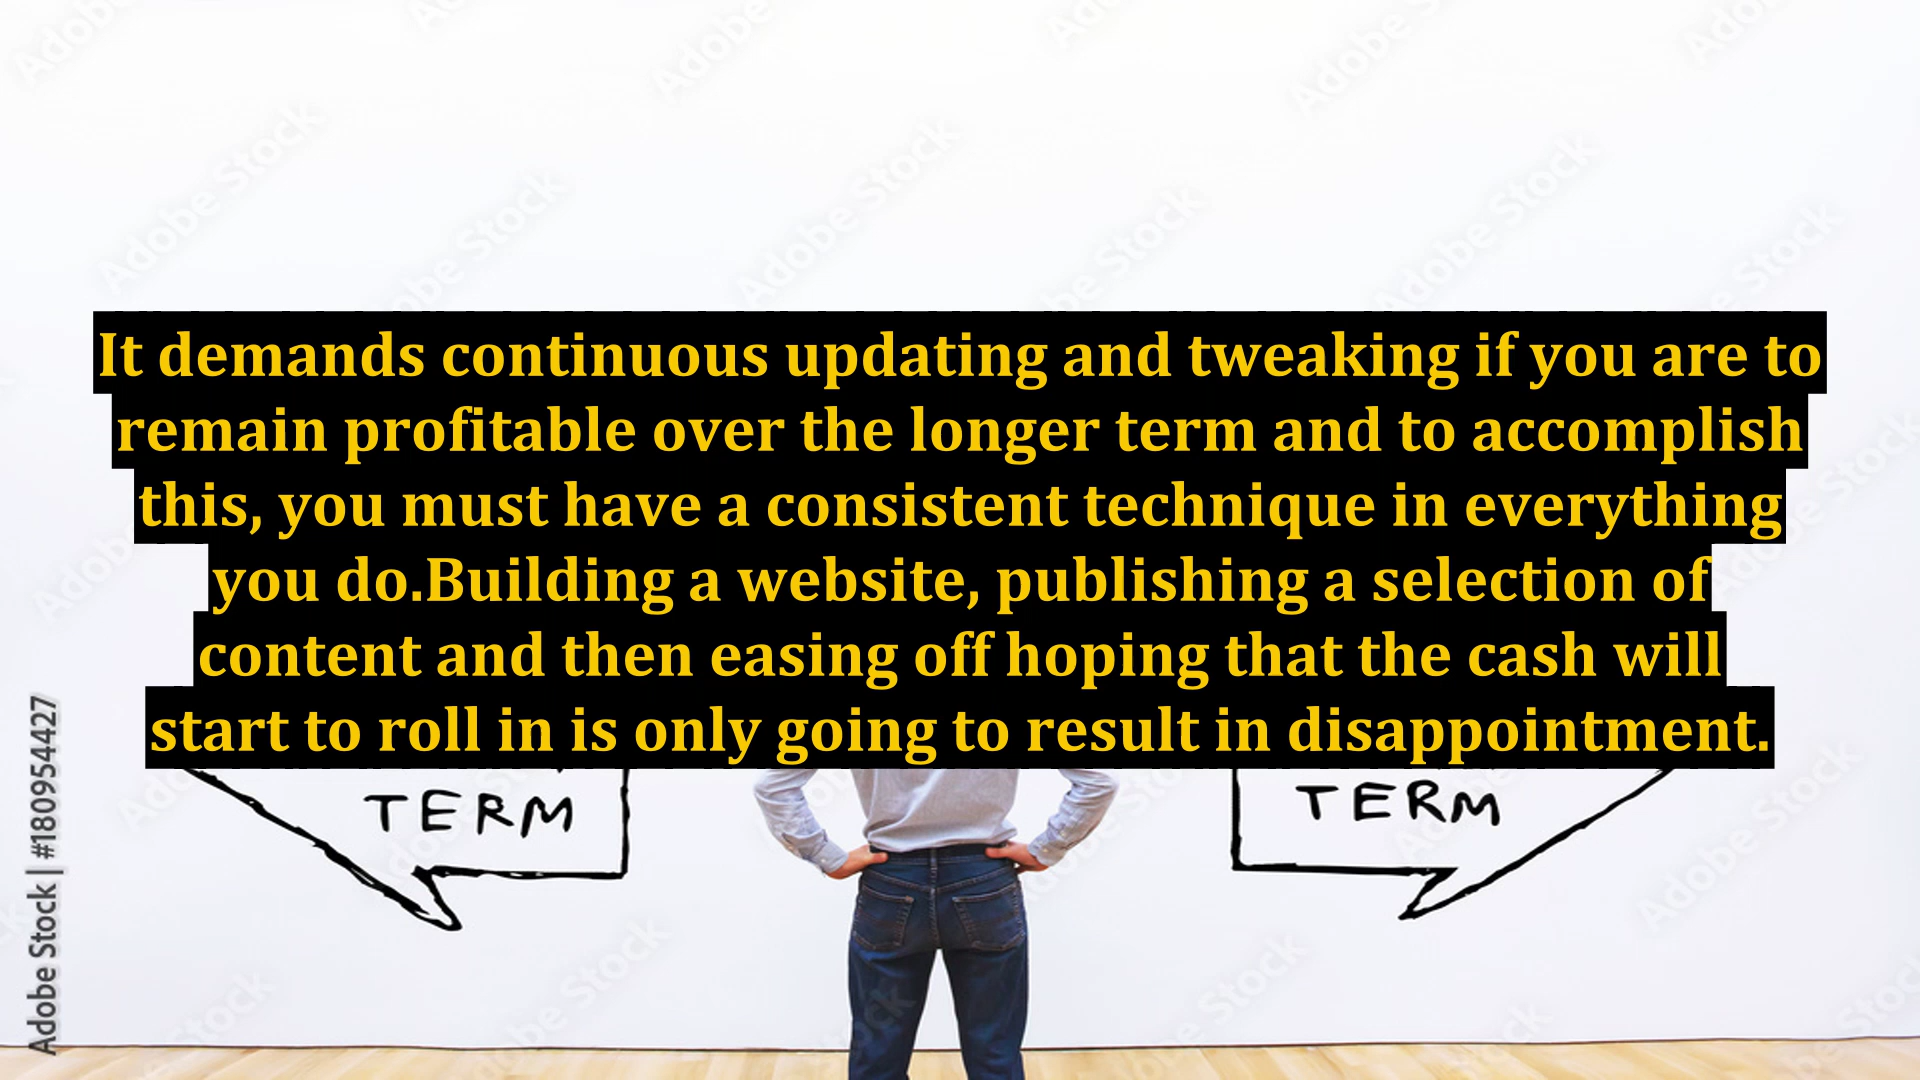 It demands continuous updating and tweaking if you are to
remain profitable over the longer term and to accomplish
this, you must have a consistent technique in everything
you do.Building a website, publishing a selection of
content and then easing off hoping that the cash will
start to roll in is only going to result in disappointment.
TERM
TERM
Adobe Stock | #180954427
Adobe Stock